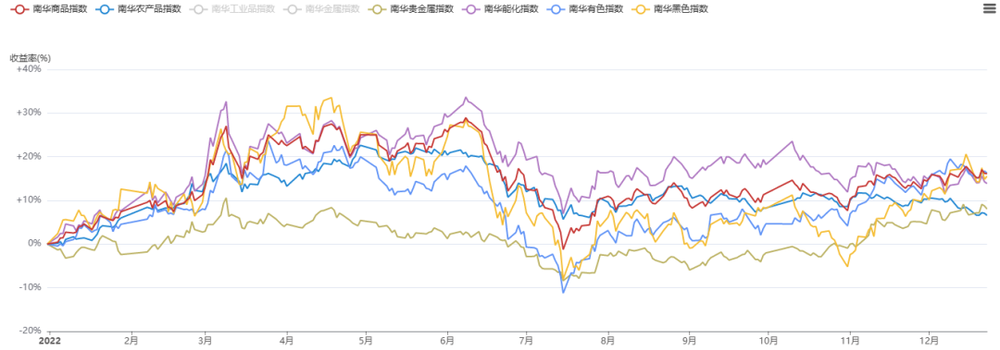 南华商品指数 南华农产品指数 南华工业品指数 南华金属指数 南华贵金属指数 南华能化指数 南华有色指数 南华黑色指数
收益率(%)
+40%
+30%
+20%
+10%
0%
-10%
-20%
2022 2月 3月 4月 5月 6月 7月 8月 9月 10月 11月 12月